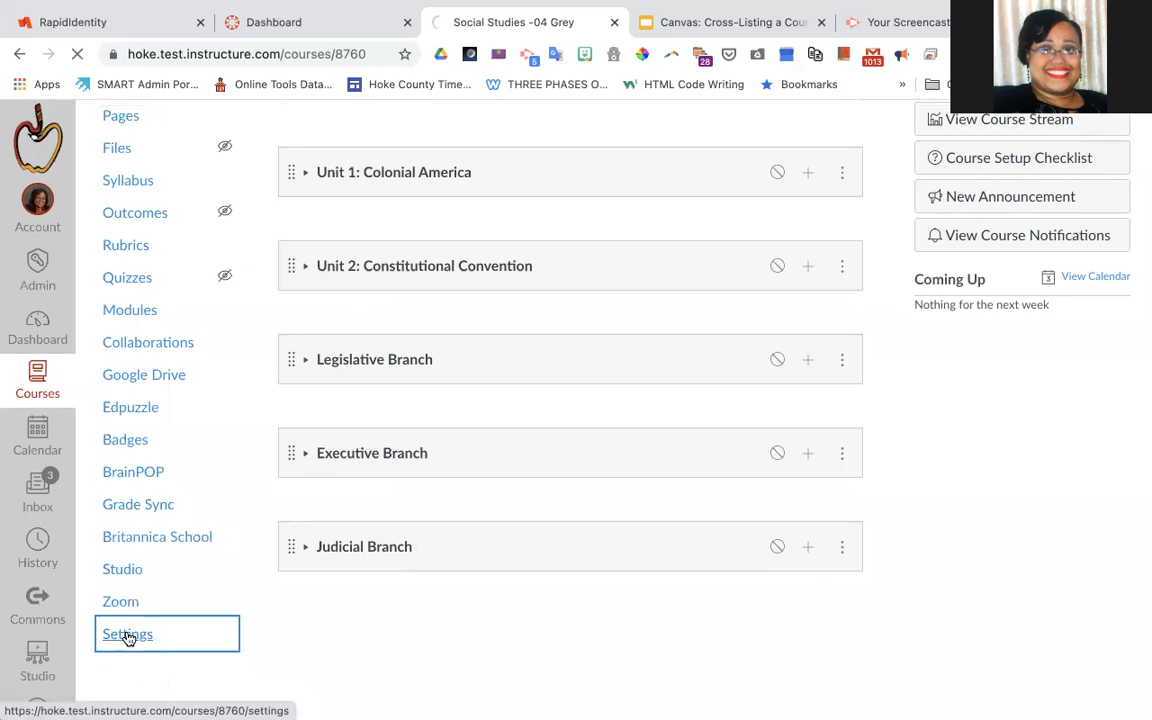 RapidIdentity
Dashboard
Social Studies -04 Grey
Canvas: Cross-Listing a Cou
Your Screencast
hoke.test.instructure.com/courses/8760
5
28
1013
Apps
SMART Admin Por...
Online Tools Data...
Hoke County Time...
THREE PHASES O...
HTML Code Writing
Bookmarks
»
Account
Admin
Dashboard
Courses
Calendar
3
Inbox
History
Commons
Studio
Pages
Files
Syllabus
Outcomes
Rubrics
Quizzes
Modules
Collaborations
Google Drive
Edpuzzle
Badges
BrainPOP
Grade Sync
Britannica School
Studio
Zoom
Settings
Unit 1: Colonial America
Unit 2: Constitutional Convention
Legislative Branch
Executive Branch
Judicial Branch
View Course Stream
Course Setup Checklist
New Announcement
View Course Notifications
Coming Up
3 View Calendar
Nothing for the next week
https://hoke.test.instructure.com/courses/8760/settings